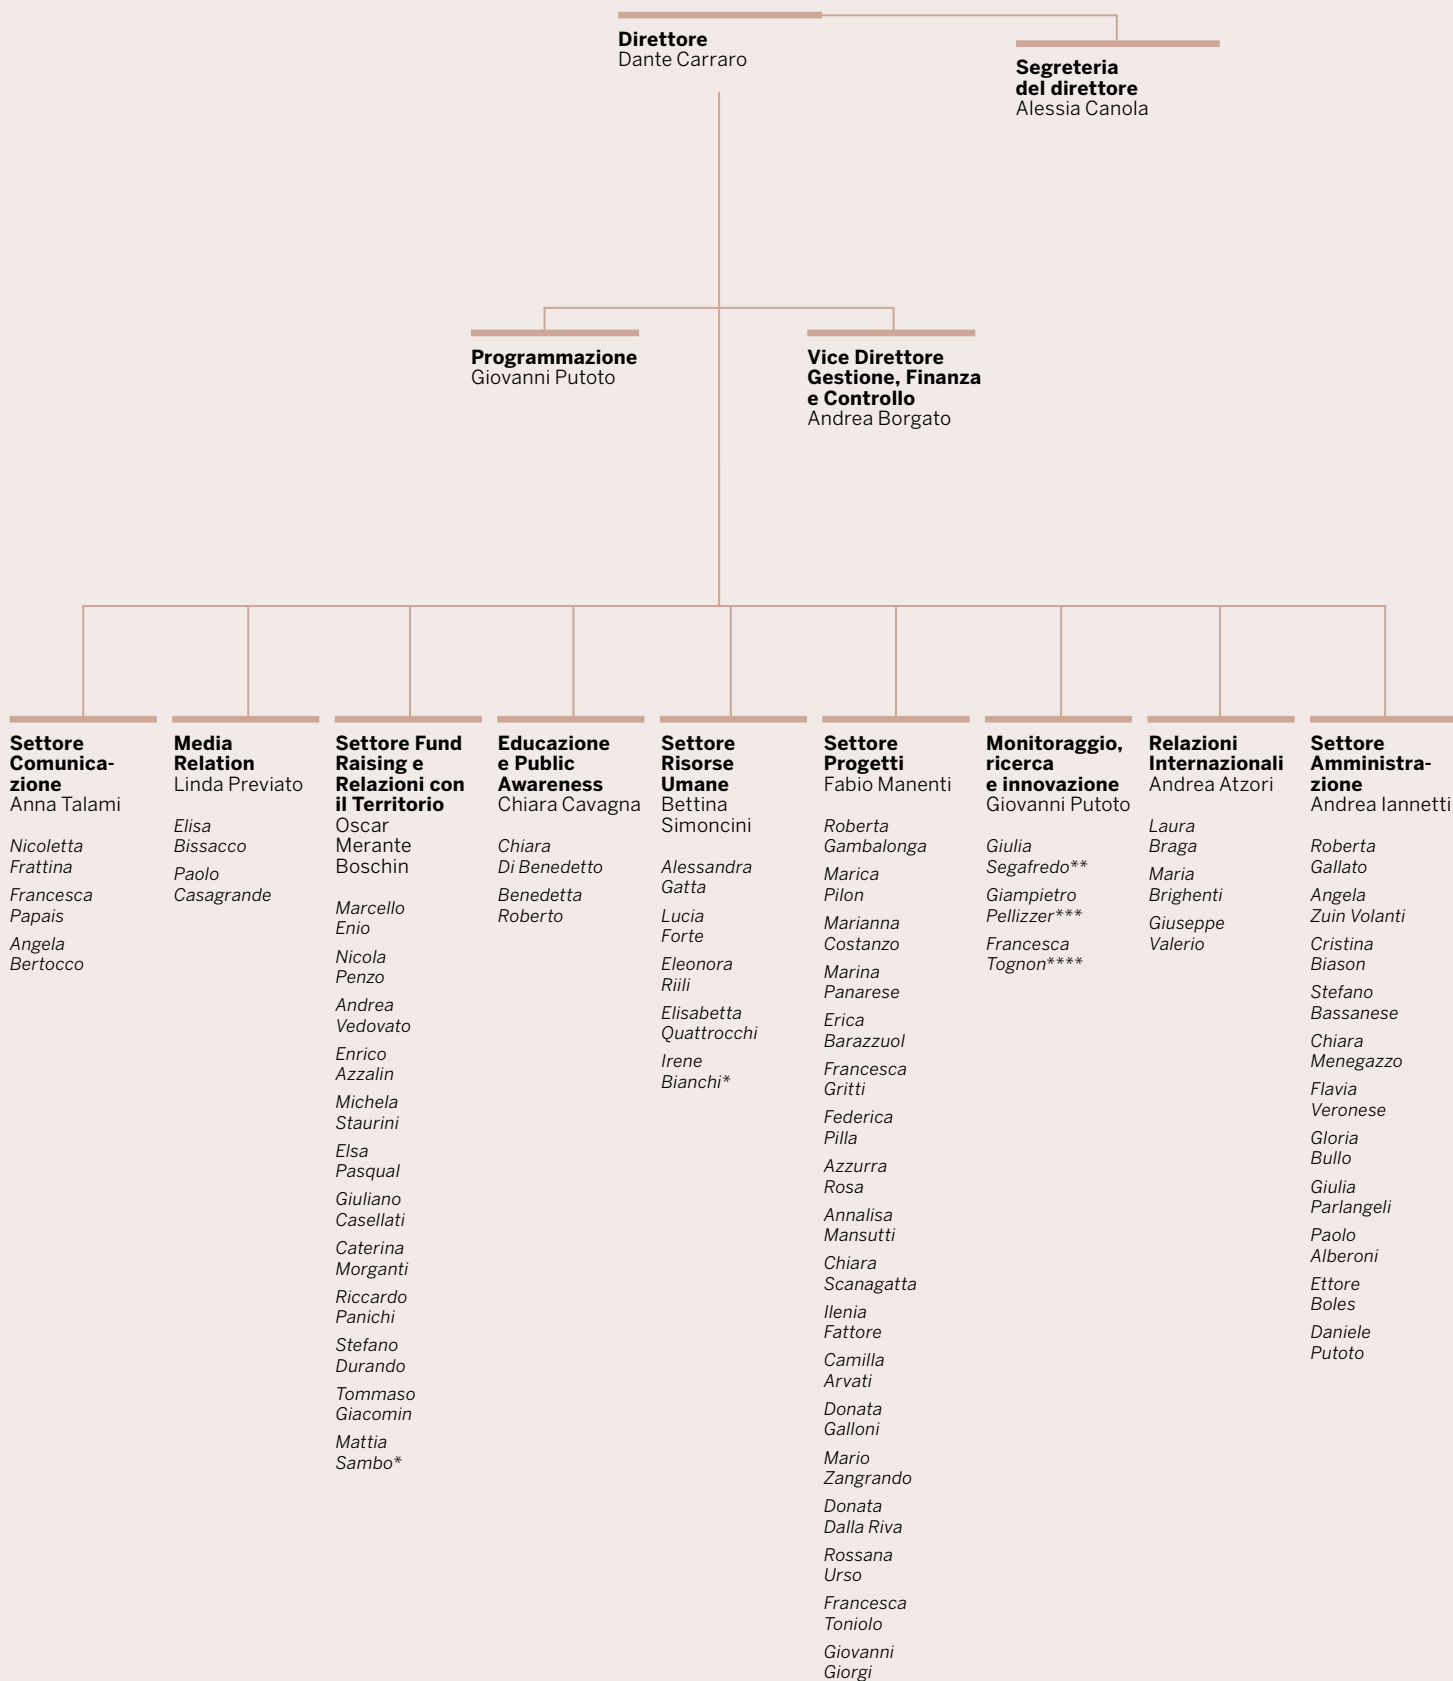 Direttore
Dante Carraro
Segreteria
del direttore
Alessia Canola
Programmazione
Giovanni Putoto
Vice Direttore
Gestione, Finanza
e Controllo
Andrea Borgato
Settore
Comunica-
zione
Anna Talami
Nicoletta
Frattina
Francesca
Papais
Angela
Bertocco
Media
Relation
Linda Previato
Elisa
Bissacco
Paolo
Casagrande
Settore Fund
Raising e
Relazioni con
il Territorio
Oscar
Merante
Boschin
Marcello
Enio
Nicola
Penzo
Andrea
Vedovato
Enrico
Azzalin
Michela
Staurini
Elsa
Pasqual
Giuliano
Casellati
Caterina
Morganti
Riccardo
Panichi
Stefano
Durando
Tommaso
Giacomin
Mattia
Sambo*
Educazione
e Public
Awareness
Chiara Cavagna
Chiara
Di Benedetto
Benedetta
Roberto
Settore
Risorse
Umane
Bettina
Simoncini
Alessandra
Gatta
Lucia
Forte
Eleonora
Riili
Elisabetta
Quattrocchi
Irene
Bianchi*
Settore
Progetti
Fabio Manenti
Roberta
Gambalonga
Marica
Pilon
Marianna
Costanzo
Marina
Panarese
Erica
Barazzuol
Francesca
Gritti
Federica
Pilla
Azzurra
Rosa
Annalisa
Mansutti
Chiara
Scanagatta
Ilenia
Fattore
Camilla
Arvati
Donata
Galloni
Mario
Zangrando
Donata
Dalla Riva
Rossana
Urso
Francesca
Toniolo
Giovanni
Giorgi
Monitoraggio,
ricerca
e innovazione
Giovanni Putoto
Giulia
Segafredo**
Giampietro
Pellizzer***
Francesca
Tognon****
Relazioni
Internazionali
Andrea Atzori
Laura
Braga
Maria
Brighenti
Giuseppe
Valerio
Settore
Amministra-
zione
Andrea Iannetti
Roberta
Gallato
Angela
Zuin Volanti
Cristina
Biason
Stefano
Bassanese
Chiara
Menegazzo
Flavia
Veronese
Gloria
Bullo
Giulia
Parlangeli
Paolo
Alberoni
Ettore
Boles
Daniele
Putoto